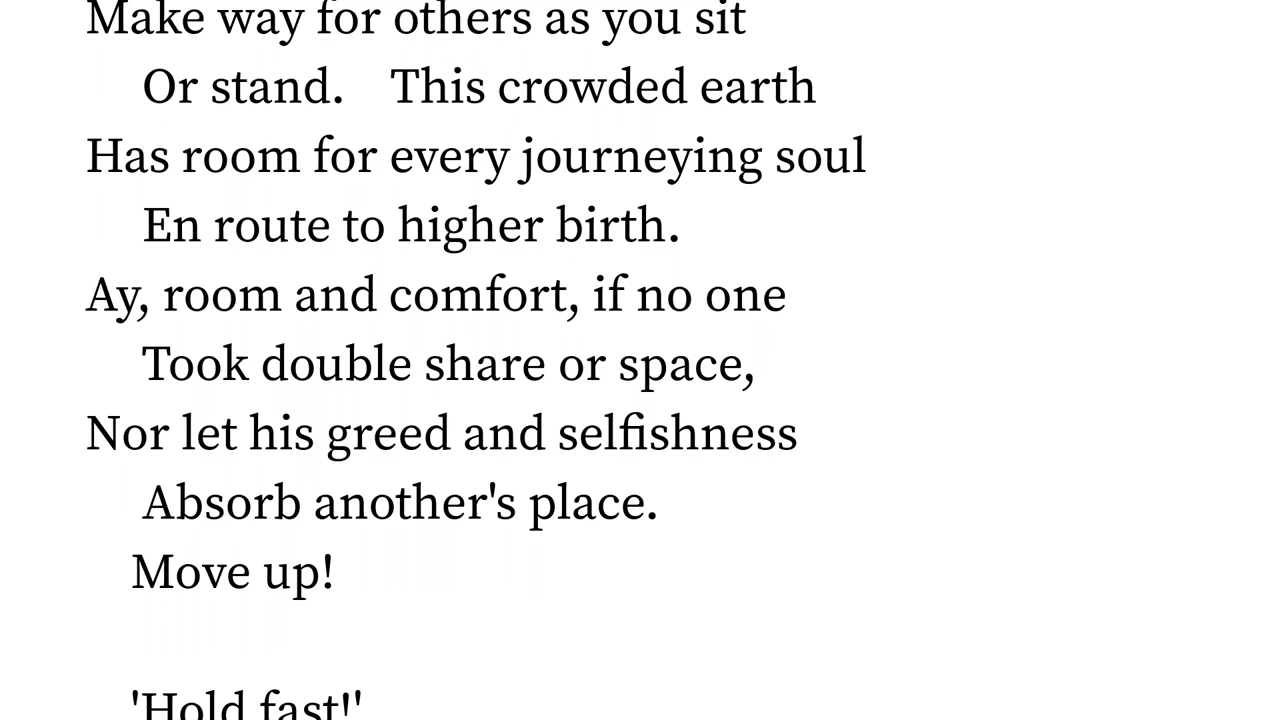 Make way for others as you sit
Or stand. This crowded earth
Has room for every journeying soul
En route to higher birth.
Ay, room and comfort, if no one
Took double share or space,
Nor let his greed and selfishness
Absorb another's place.
Move up!
'Hold fast!'